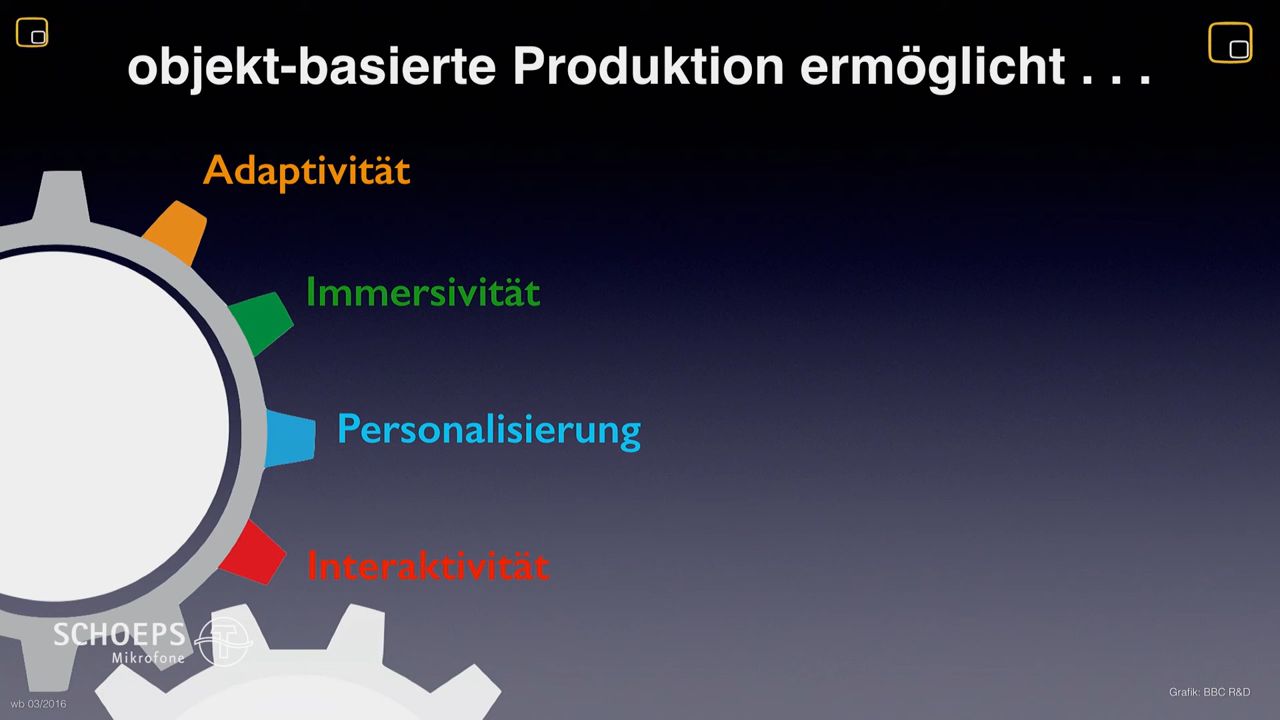 objekt-basierte Produktion ermöglicht . . .
Adaptivität
Immersivität
Personalisierung
Interaktivität
SCHOEPS
Mikrofone
wb 03/2016
Grafik: BBC R&D